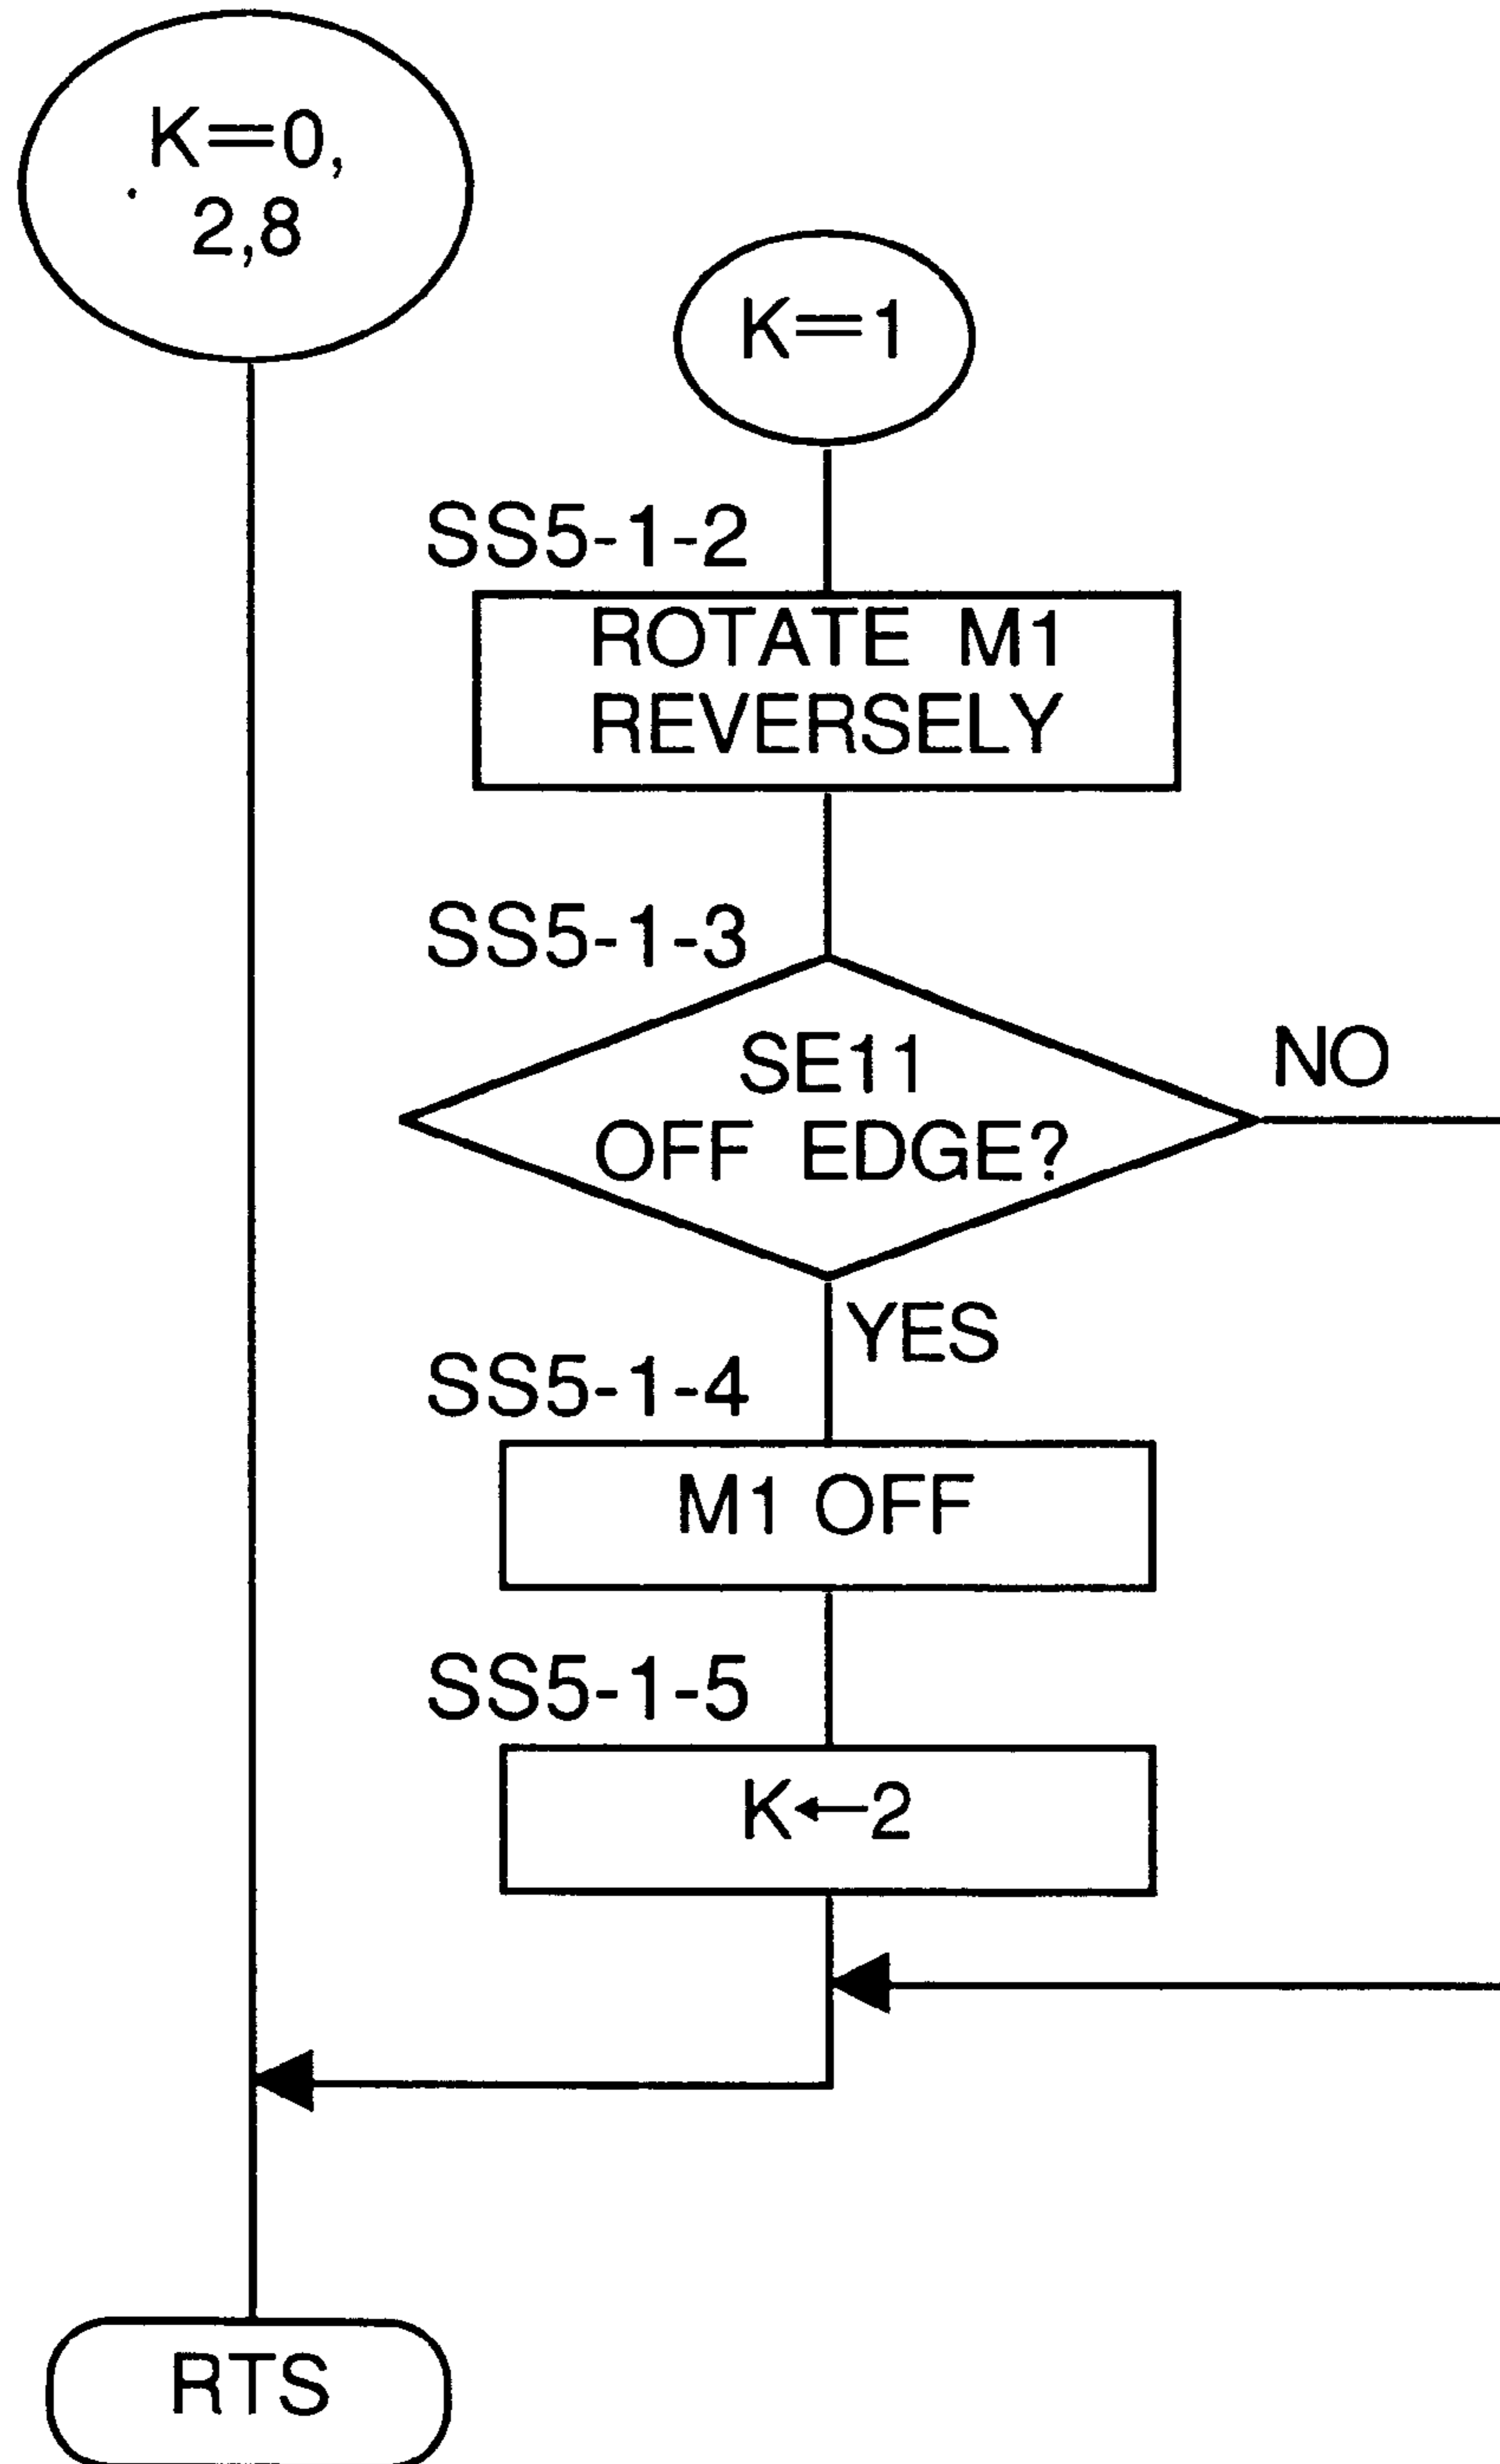 K=0,
2,8
K=1
SS5-1-2
ROTATE M1
REVERSELY
SS5-1-3
SE11
OFF EDGE?
NO
YES
SS5-1-4
M1 OFF
SS5-1-5
K←2
RTS